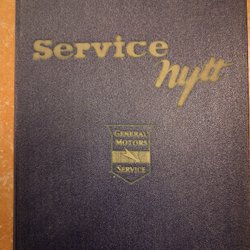 Service
Nytt
GENERAL
MOTORS
SERVICE